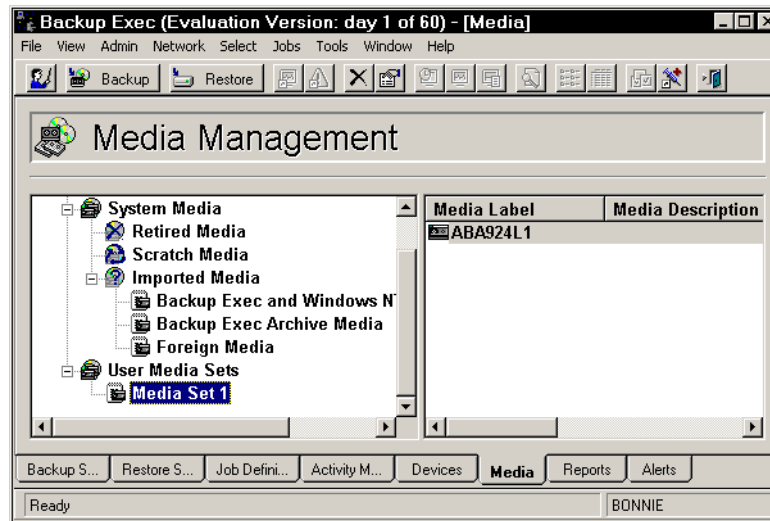 Backup Exec (Evaluation Version: day 1 of 60) - [Media]
File View Admin Network Select Jobs Tools Window Help
Backup Restore
Media Management
System Media
Retired Media
Scratch Media
Imported Media
Backup Exec and Windows N
Backup Exec Archive Media
Foreign Media
User Media Sets
Media Set 1
Media Label Media Description
ABA924L1
Backup S... Restore S... Job Defini... Activity M... Devices Media Reports Alerts
Ready BONNIE